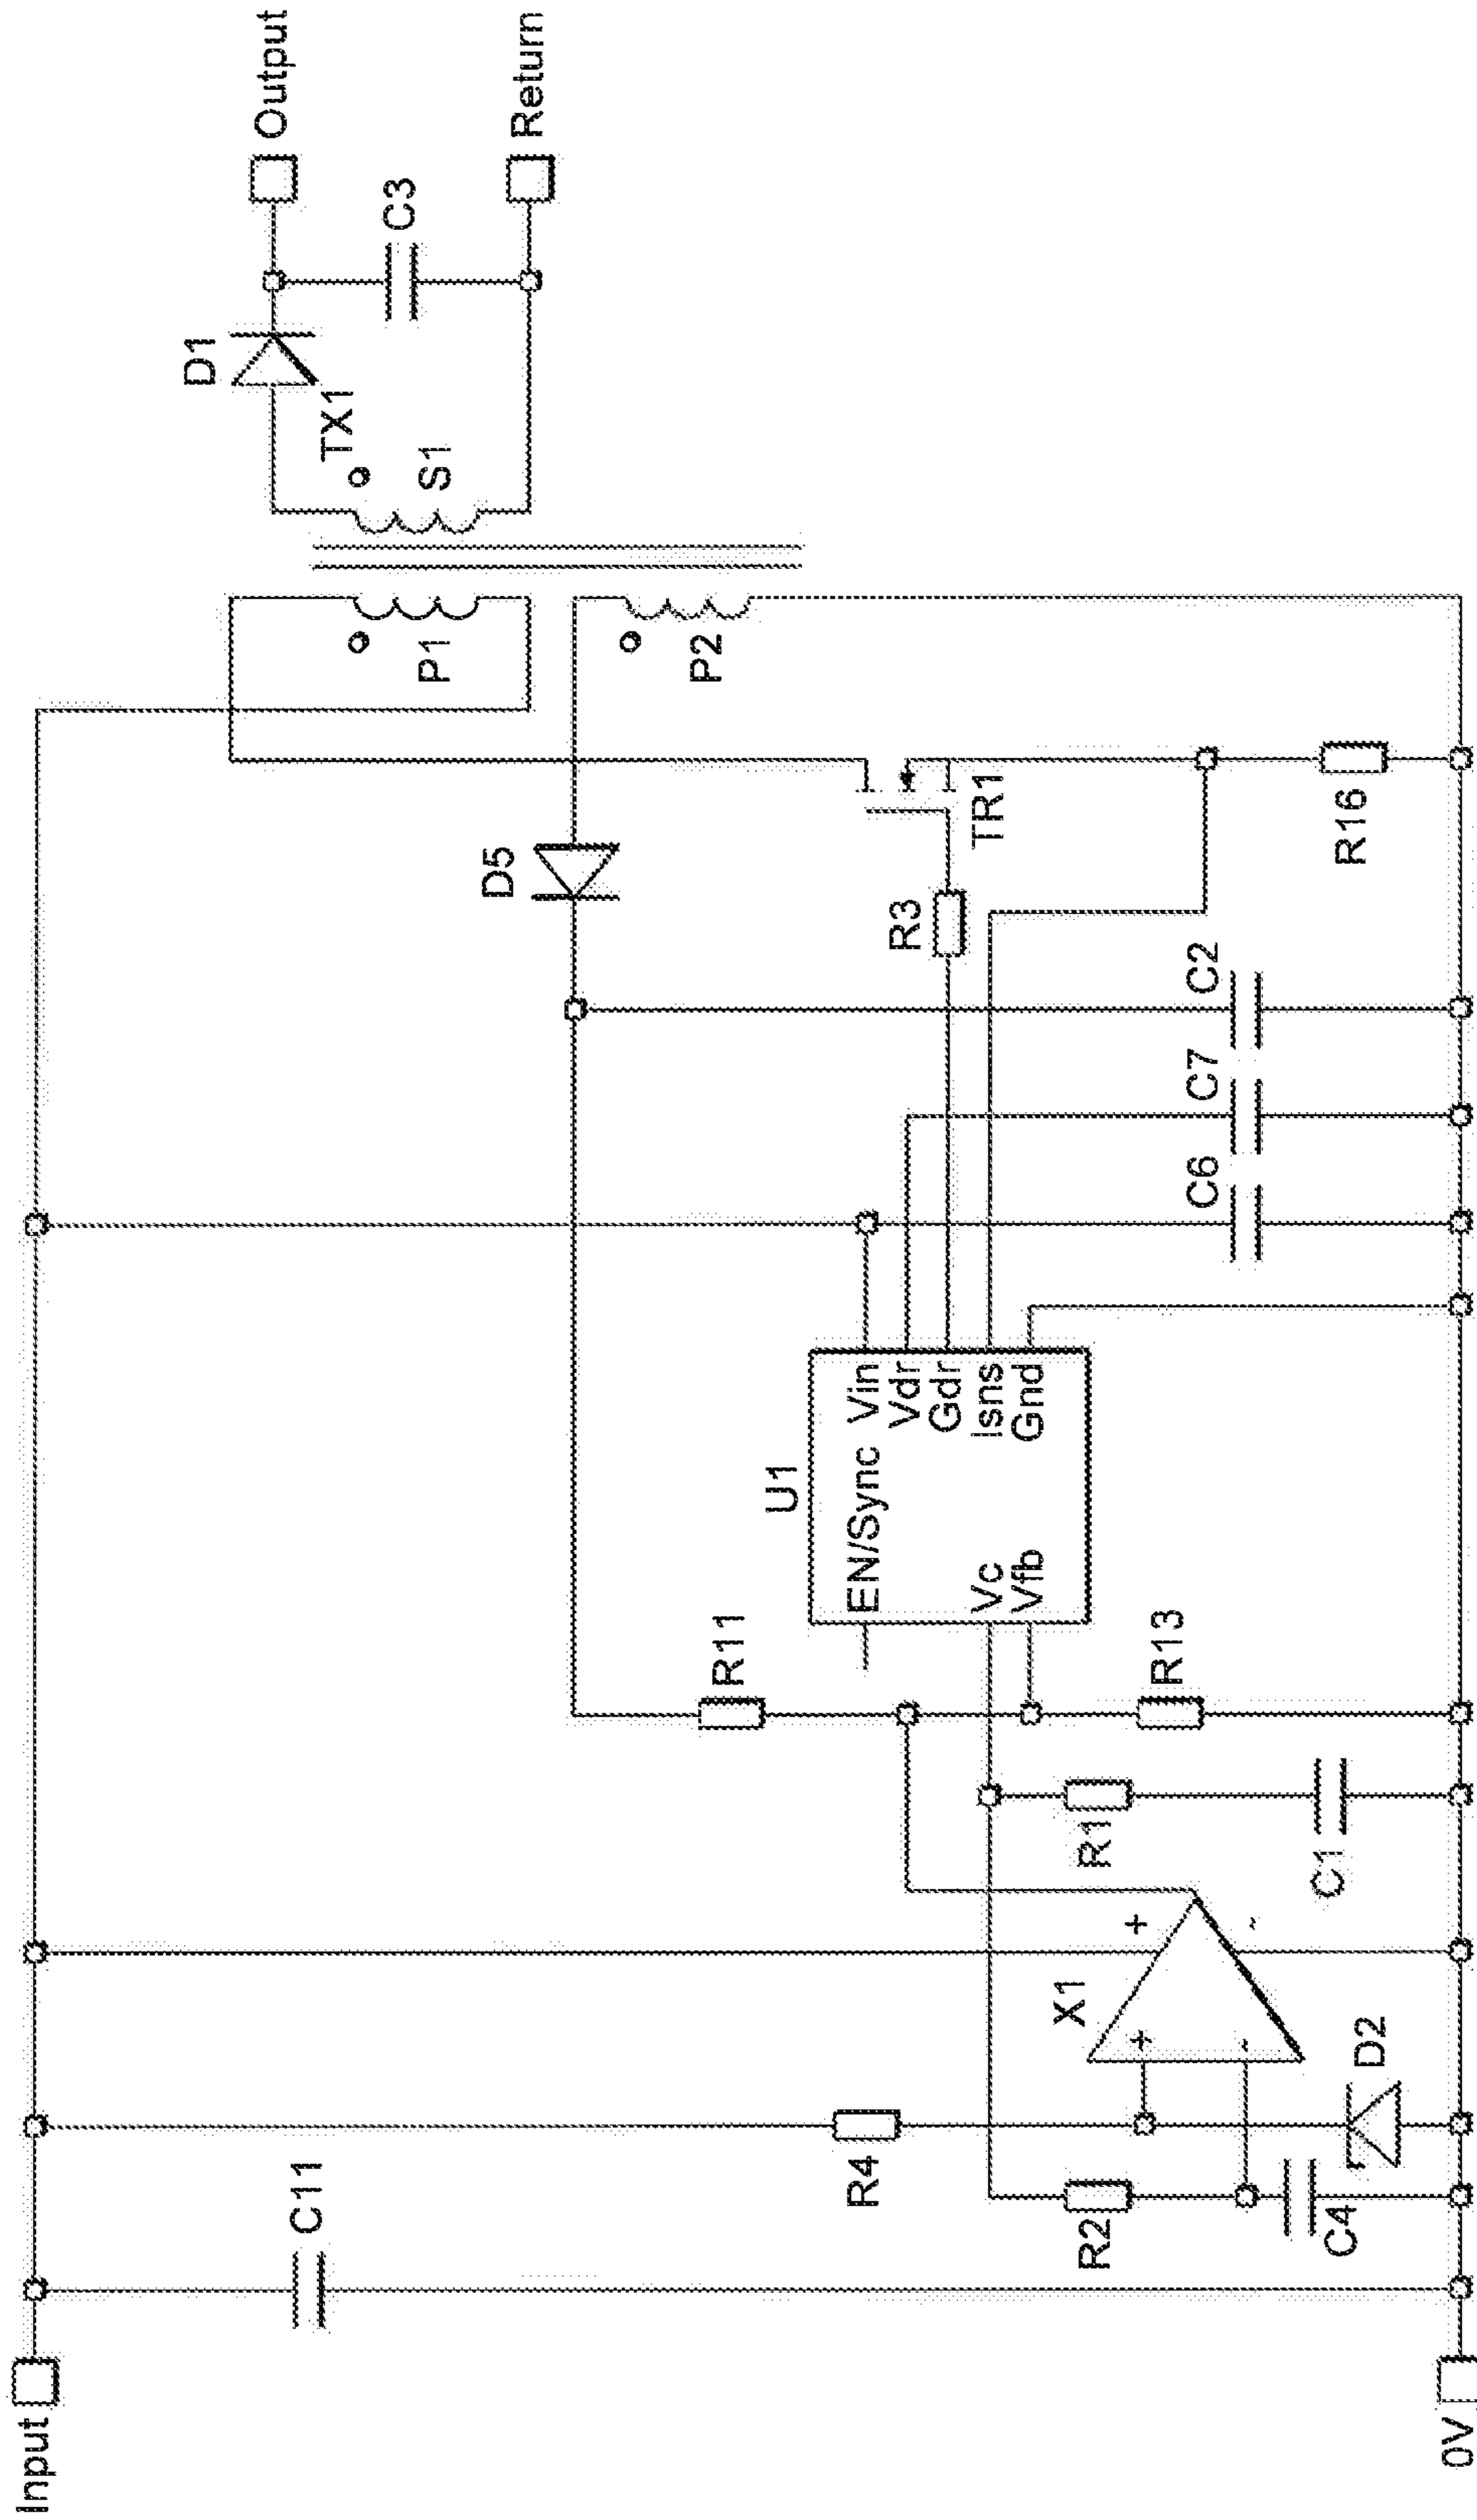 Input
0V
C11
R4
R2
C4
D2
X1
+
-
+
-
R1
C1
R11
R13
U1
EN/Sync
Vc
Vfb
Vin
Vdr
Gdr
Isns
Gnd
C6
C7
C2
D5
R3
TR1
R16
P1
P2
TX1
S1
D1
C3
Output
Return